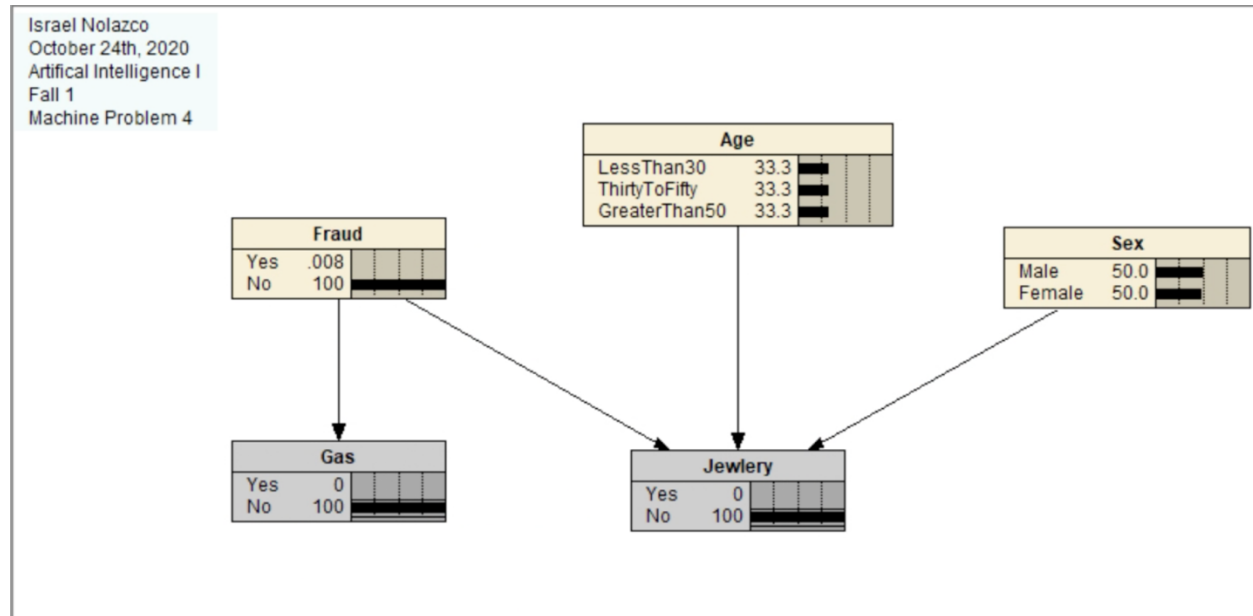 Israel Nolazco
October 24th, 2020
Artifical Intelligence I
Fall 1
Machine Problem 4
Age
LessThan30 33.3
ThirtyToFifty 33.3
GreaterThan50 33.3
Fraud
Yes .008
No 100
Sex
Male 50.0
Female 50.0
Gas
Yes 0
No 100
Jewlery
Yes 0
No 100